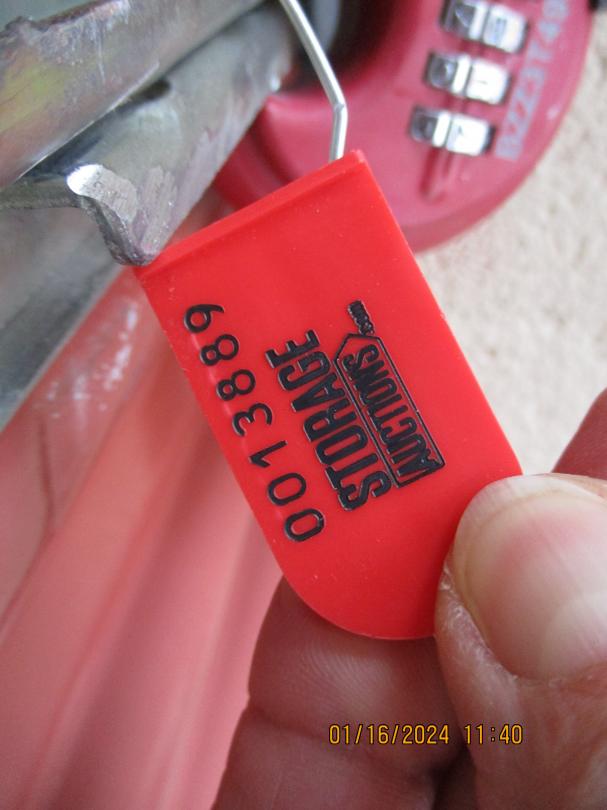 0013889
STORAGE
AUCTIONS
.com
01/16/2024 11:40